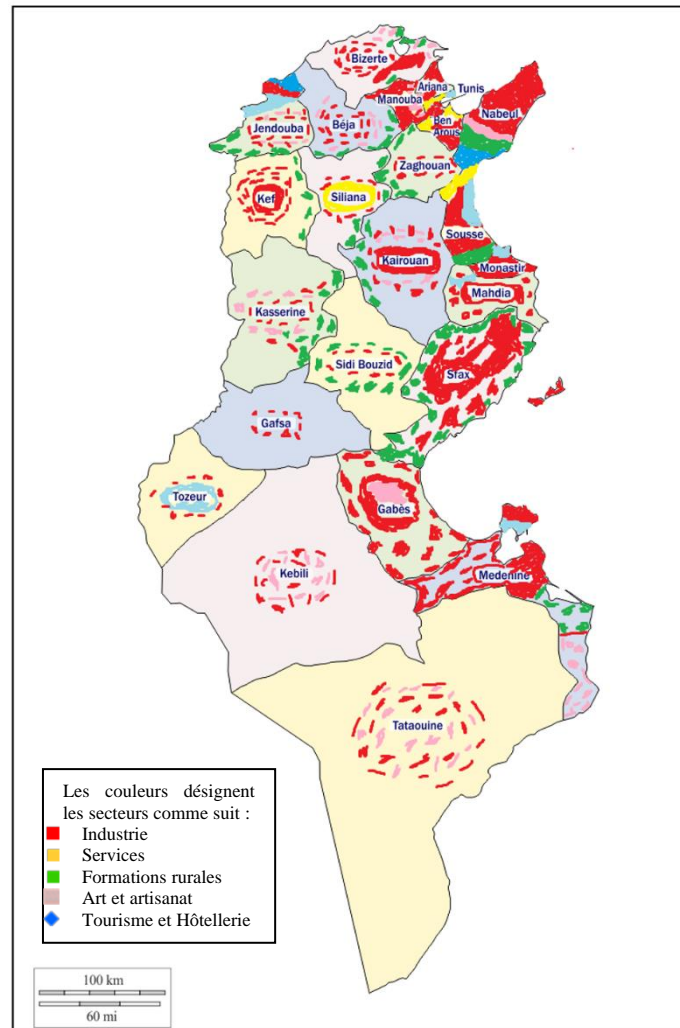 Bizerte
Ariana
Tunis
Manouba
Nabeul
Ben
Arous
Jendouba
Béja
Zaghouan
Kef
Siliana
Sousse
Kairouan
Monastir
Mahdia
Kasserine
Sidi Bouzid
Sfax
Gafsa
Tozeur
Gabès
Kebili
Medenine
Tataouine
Les couleurs désignent
les secteurs comme suit :
Industrie
Services
Formations rurales
Art et artisanat
Tourisme et Hôtellerie
100 km
60 mi